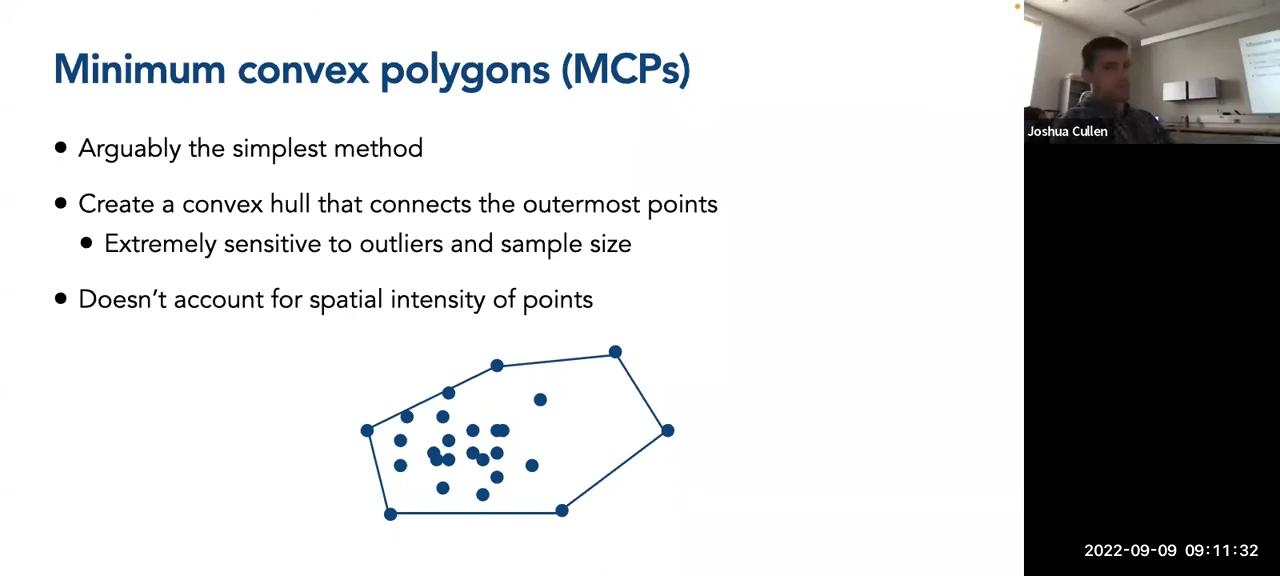 Minimum convex polygons (MCPs)
• Arguably the simplest method
• Create a convex hull that connects the outermost points
• Extremely sensitive to outliers and sample size
• Doesn't account for spatial intensity of points
Joshua Cullen
2022-09-09 09:11:32